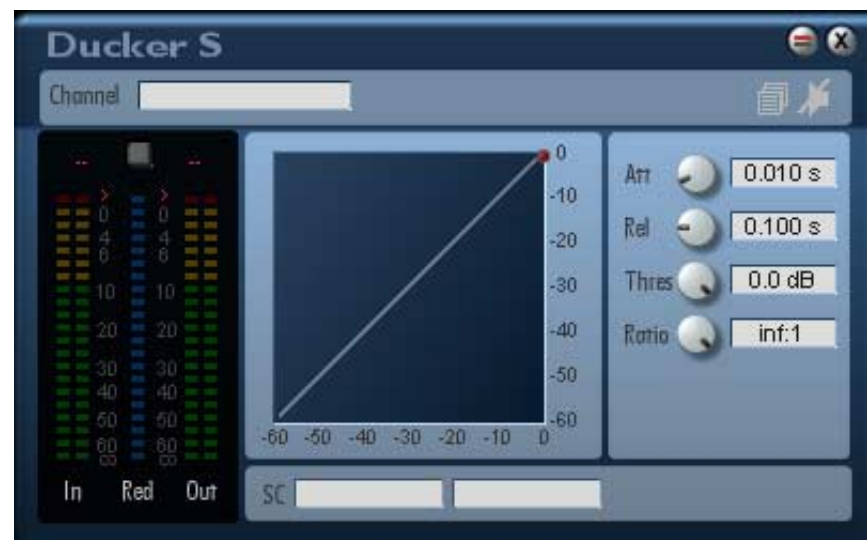 Ducker S
Channel
-- --
0 0
4 4
6 6
10 10
20 20
30 30
40 40
50 50
60 60
∞ ∞
In Red Out
0
-10
-20
-30
-40
-50
-60
-60 -50 -40 -30 -20 -10 0
Att 0.010 s
Rel 0.100 s
Thres 0.0 dB
Ratio inf:1
SC